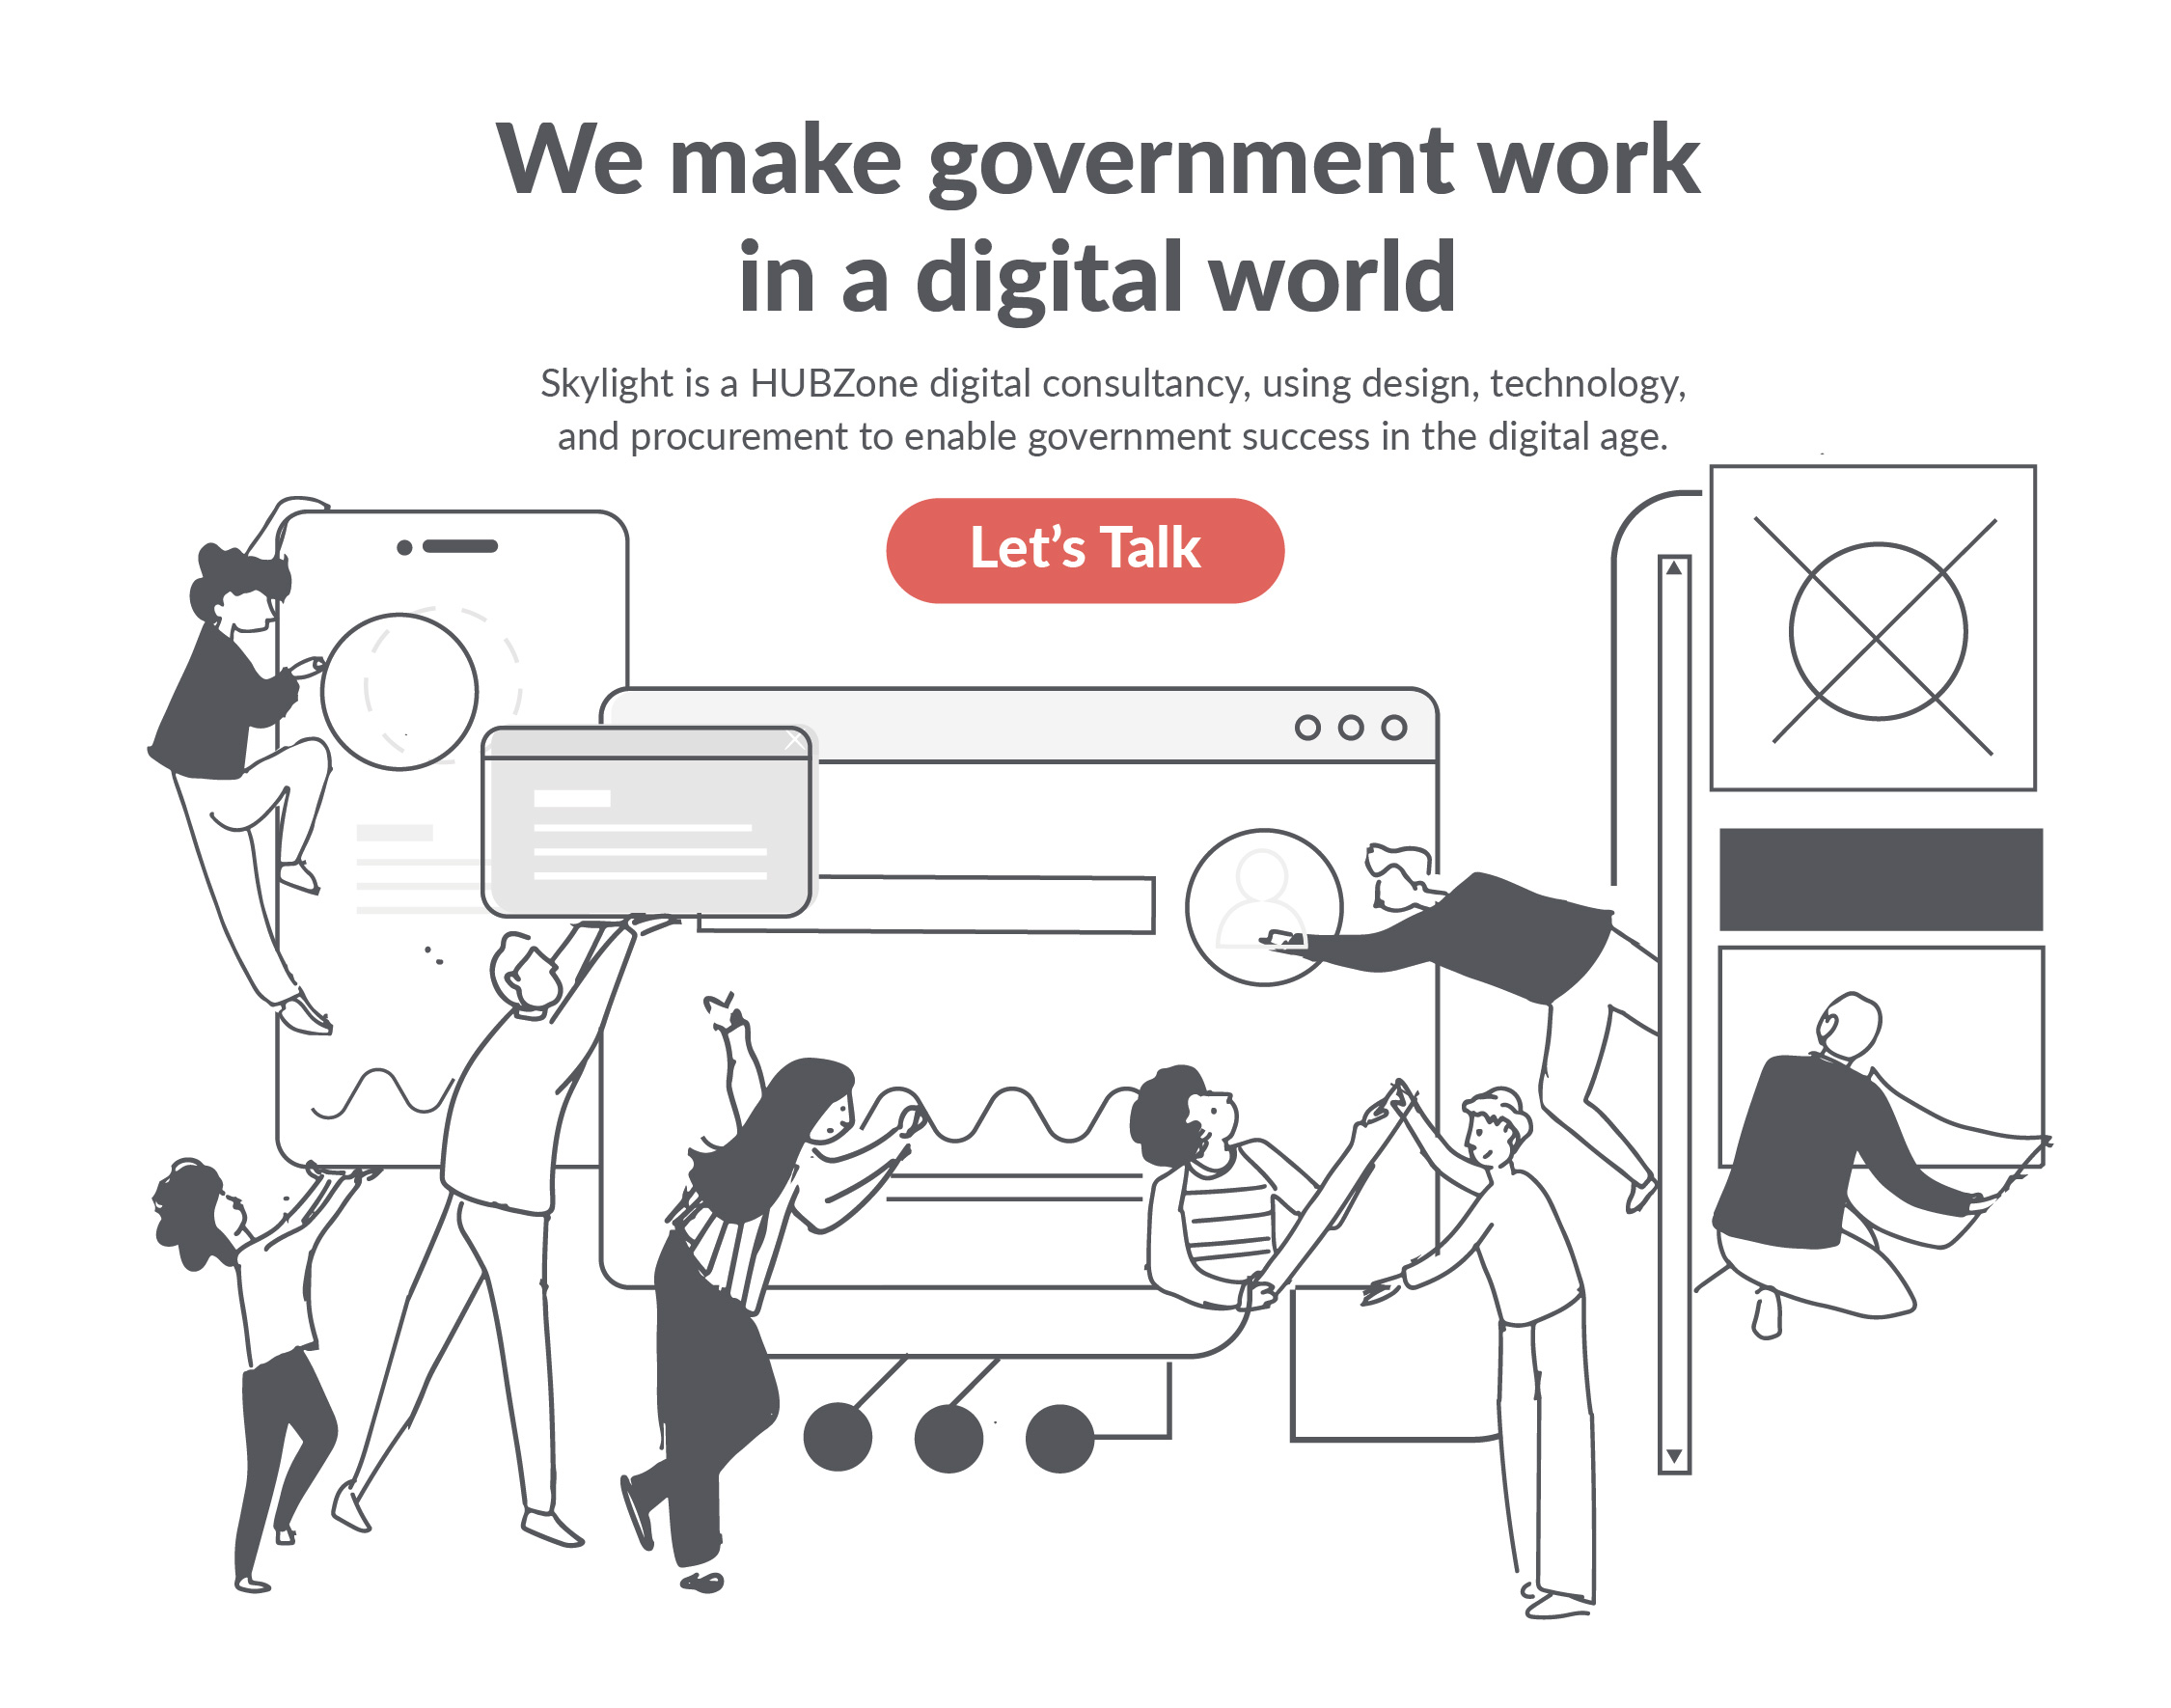 We make government work
in a digital world
Skylight is a HUBZone digital consultancy, using design, technology,
and procurement to enable government success in the digital age.
Let’s Talk